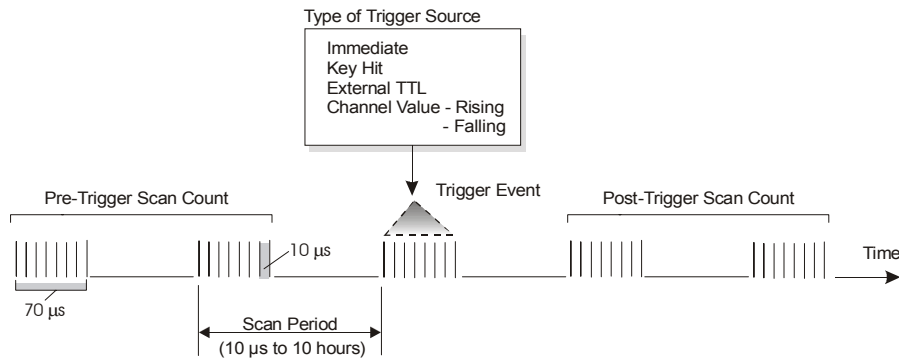 Type of Trigger Source
Immediate
Key Hit
External TTL
Channel Value - Rising
- Falling
Pre-Trigger Scan Count
Trigger Event
Post-Trigger Scan Count
10 µs
Time
70 µs
Scan Period
(10 µs to 10 hours)